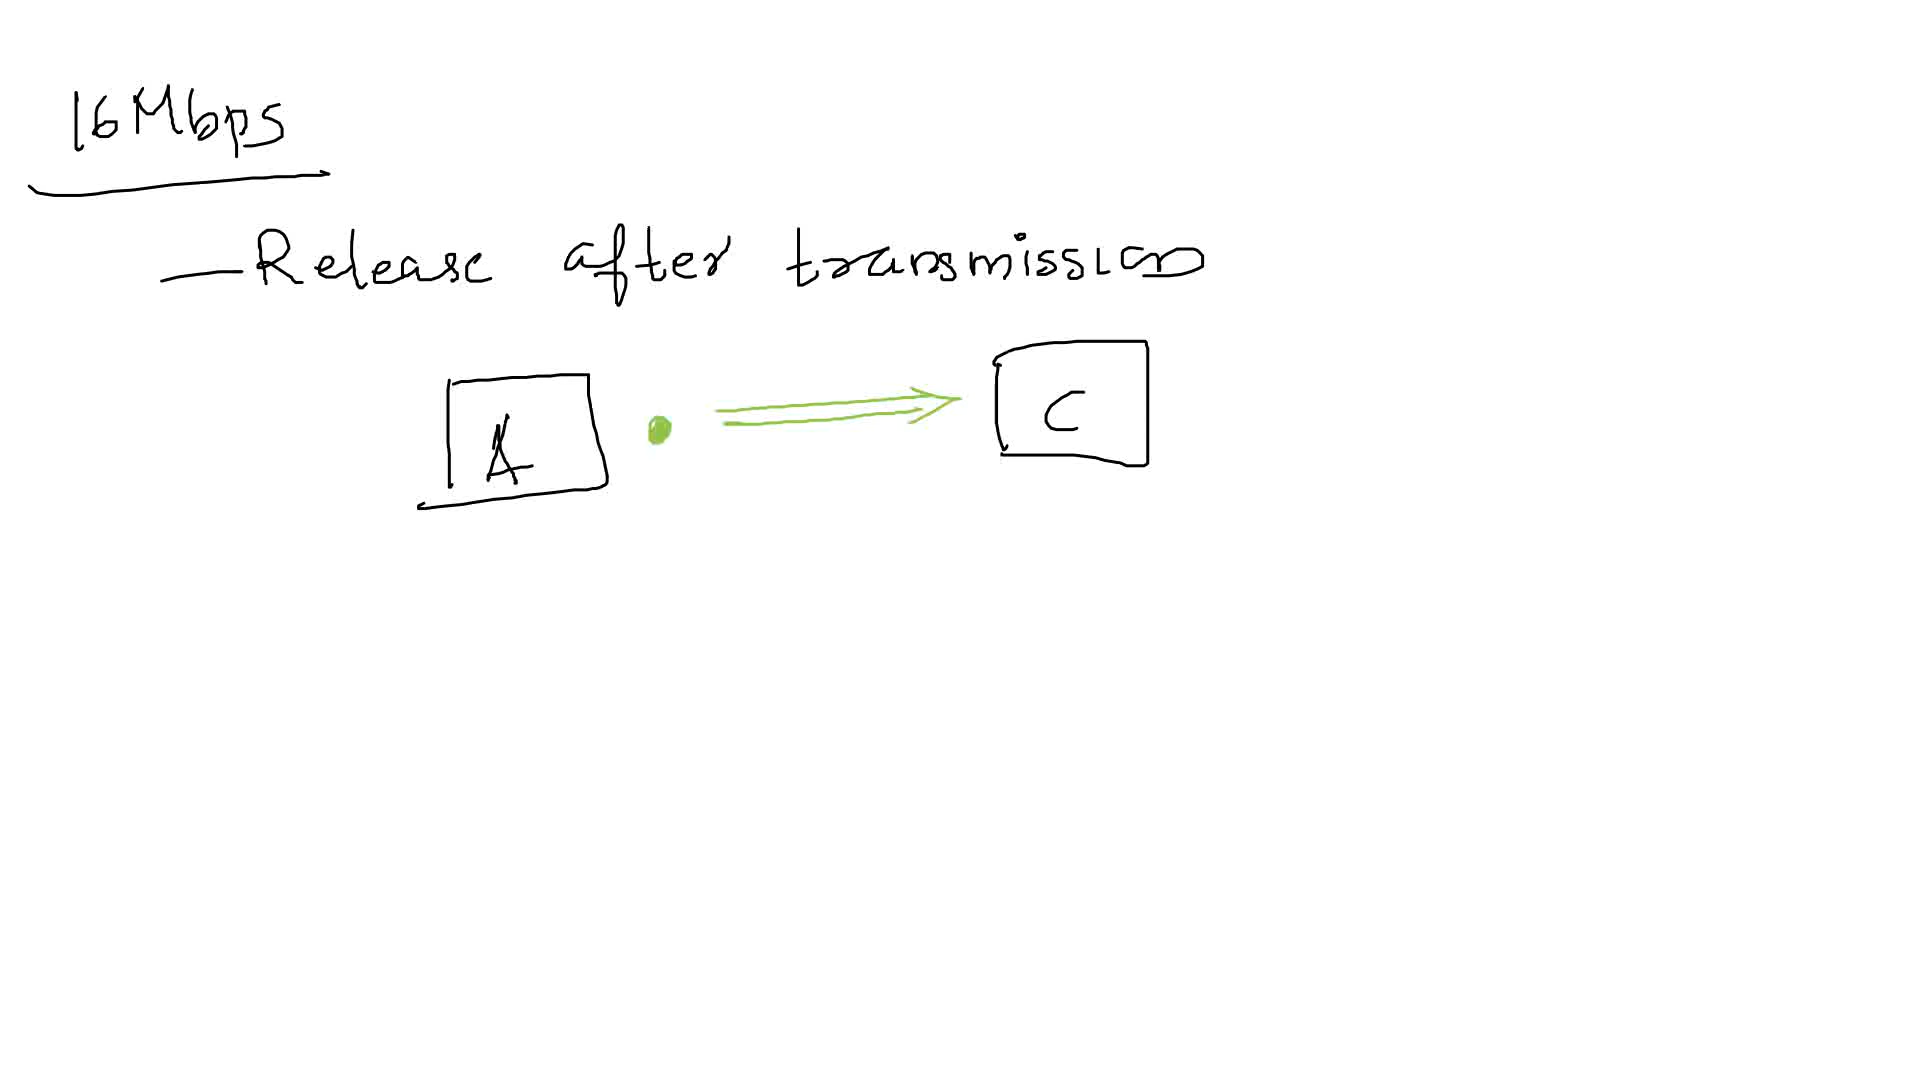 16Mbps
—Release after transmission
A
C